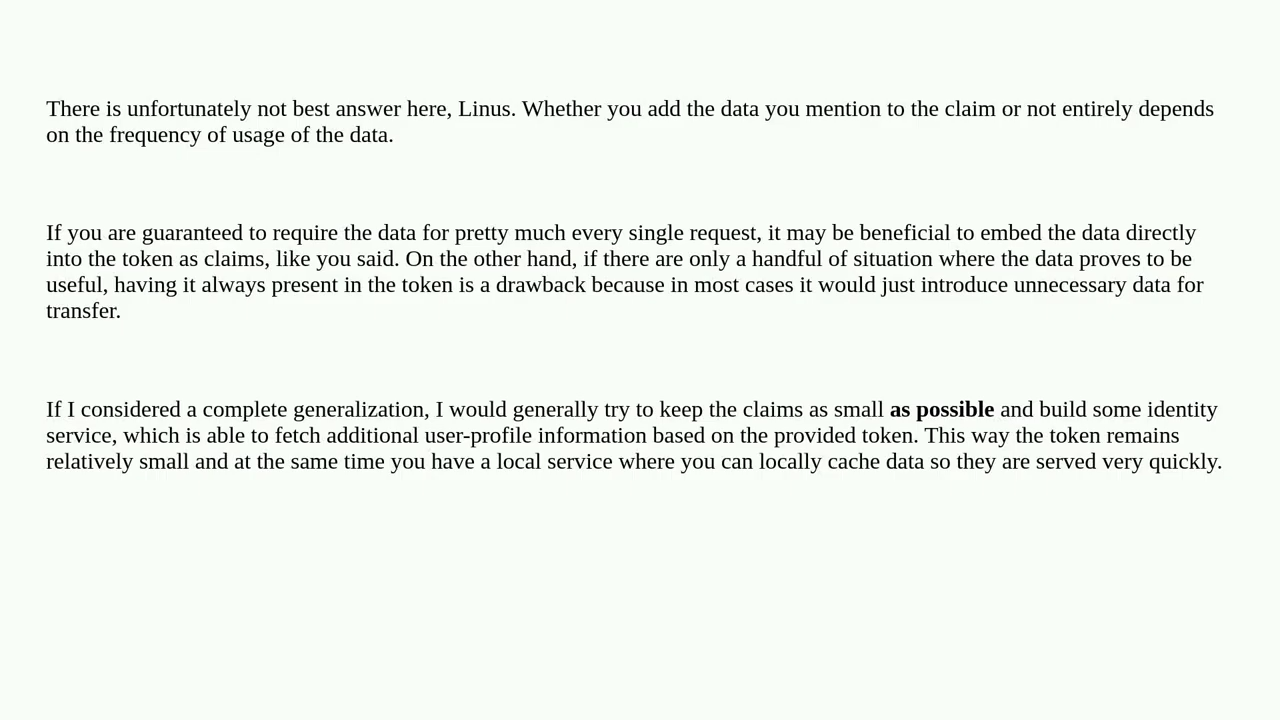 There is unfortunately not best answer here, Linus. Whether you add the data you mention to the claim or not entirely depends
on the frequency of usage of the data.
If you are guaranteed to require the data for pretty much every single request, it may be beneficial to embed the data directly
into the token as claims, like you said. On the other hand, if there are only a handful of situation where the data proves to be
useful, having it always present in the token is a drawback because in most cases it would just introduce unnecessary data for
transfer.
If I considered a complete generalization, I would generally try to keep the claims as small as possible and build some identity
service, which is able to fetch additional user-profile information based on the provided token. This way the token remains
relatively small and at the same time you have a local service where you can locally cache data so they are served very quickly.